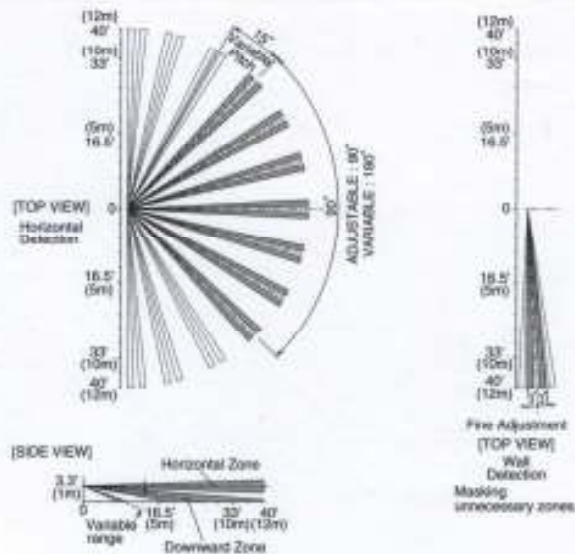 (12m)
40'
(10m)
33'
(5m)
16.5'
[TOP VIEW] 0
Horizontal
Detection
16.5'
(5m)
33'
(10m)
40'
(12m)
15°
Variable
Pitch
90°
ADJUSTABLE : 90°
VARIABLE : 180°
(12m)
40'
(10m)
33'
(5m)
16.5'
0
16.5'
(5m)
33'
(10m)
40'
(12m)
Fine Adjustment
[TOP VIEW]
Wall
Detection
Masking
unnecessary zones
[SIDE VIEW]
Horizontal Zone
3.3'
(1m)
0 16.5' 33' 40'
(5m) (10m)(12m)
Variable
range
Downward Zone